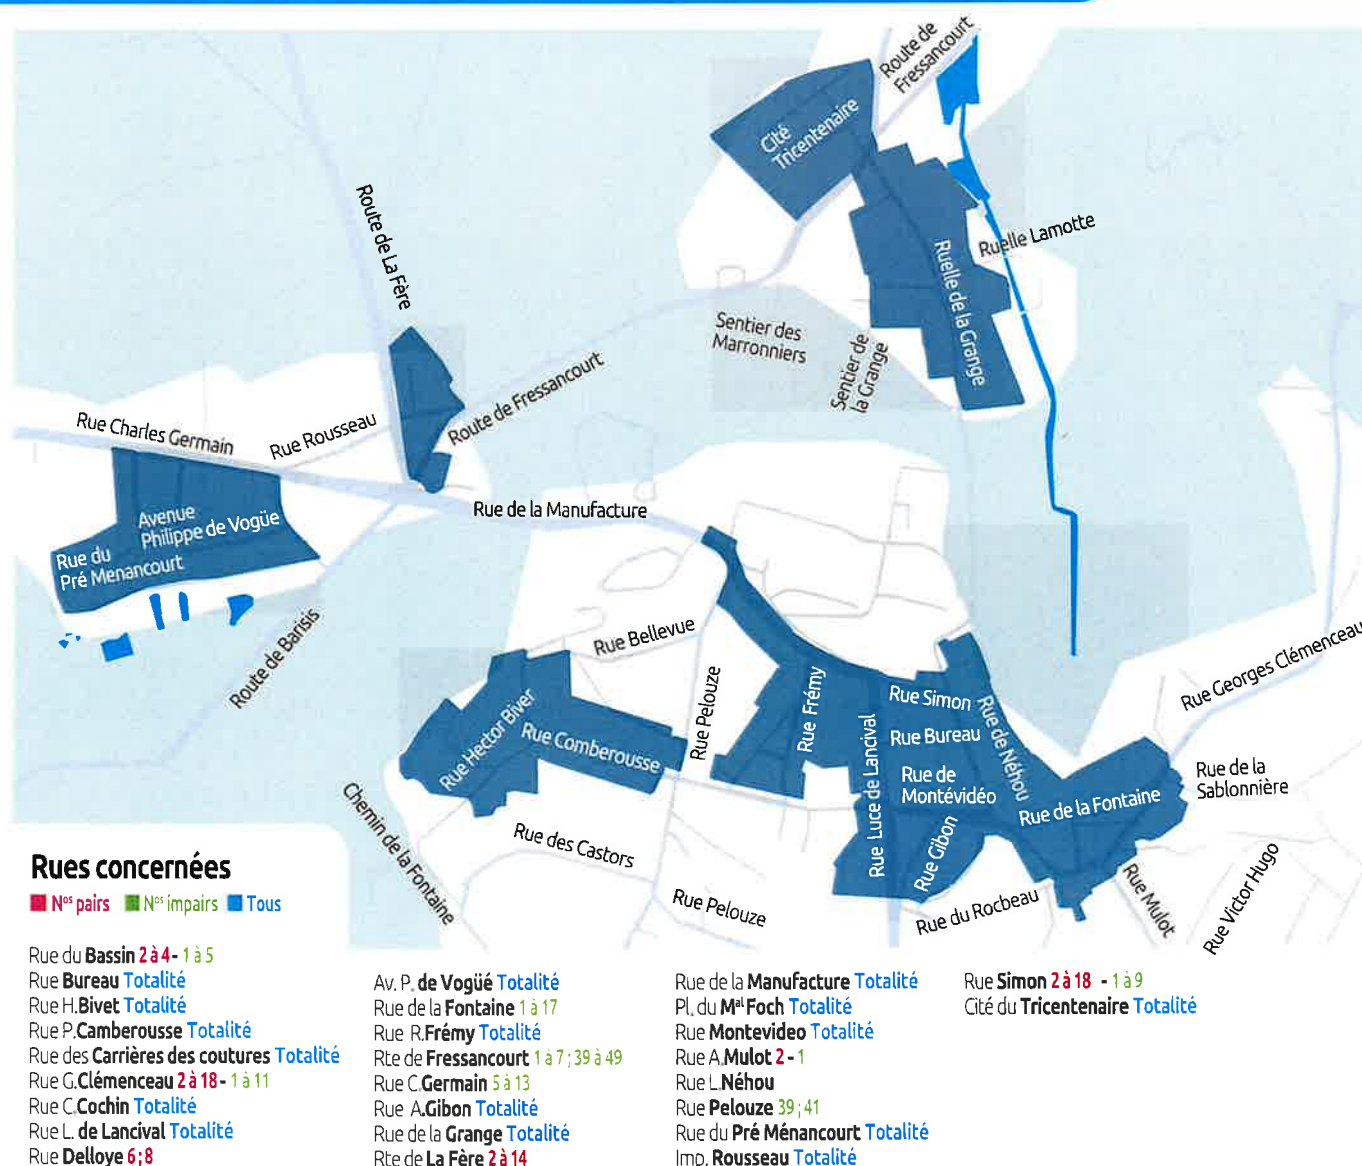 Route de
Fressancourt
Cité
Tricentenaire
Route de La Fère
Ruelle Lamotte
Ruelle de la Grange
Sentier des
Marronniers
Sentier de
la Grange
Route de Fressancourt
Rue Charles Germain
Rue Rousseau
Rue de la Manufacture
Avenue
Philippe de Vogüe
Rue du
Pré Menancourt
Route de Barisis
Rue Bellevue
Rue Pelouze
Rue Frémy
Rue Simon
Rue Bureau
Rue de
Montévidéo
Rue de Néhou
Rue Luce de Lancival
Rue Gibon
Rue de la Fontaine
Rue Georges Clémenceau
Rue de la
Sablonnière
Rue Hector Biver
Rue Comberousse
Chemin de la Fontaine
Rue des Castors
Rue Pelouze
Rue du Rocbeau
Rue Mulot
Rue Victor Hugo
Rues concernées
Nos pairs Nos impairs Tous
Rue du Bassin 2 à 4 - 1 à 5
Rue Bureau Totalité
Rue H.Bivet Totalité
Rue P.Camberousse Totalité
Rue des Carrières des coutures Totalité
Rue G.Clémenceau 2 à 18 - 1 à 11
Rue C.Cochin Totalité
Rue L. de Lancival Totalité
Rue Delloye 6 ; 8
Av. P. de Vogüé Totalité
Rue de la Fontaine 1 à 17
Rue R.Frémy Totalité
Rte de Fressancourt 1 à 7 ; 39 à 49
Rue C.Germain 5 à 13
Rue A.Gibon Totalité
Rue de la Grange Totalité
Rte de La Fère 2 à 14
Rue de la Manufacture Totalité
Pl. du Mal Foch Totalité
Rue Montevideo Totalité
Rue A.Mulot 2 - 1
Rue L.Néhou
Rue Pelouze 39 ; 41
Rue du Pré Ménancourt Totalité
Imp. Rousseau Totalité
Rue Simon 2 à 18 - 1 à 9
Cité du Tricentenaire Totalité